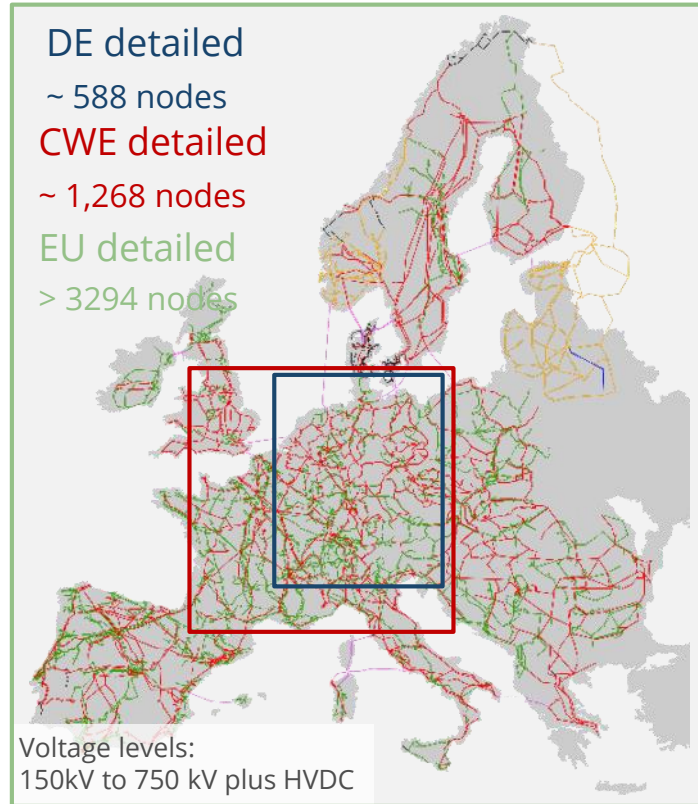 DE detailed
~ 588 nodes
CWE detailed
~ 1,268 nodes
EU detailed
> 3294 nodes
Voltage levels:
150kV to 750 kV plus HVDC